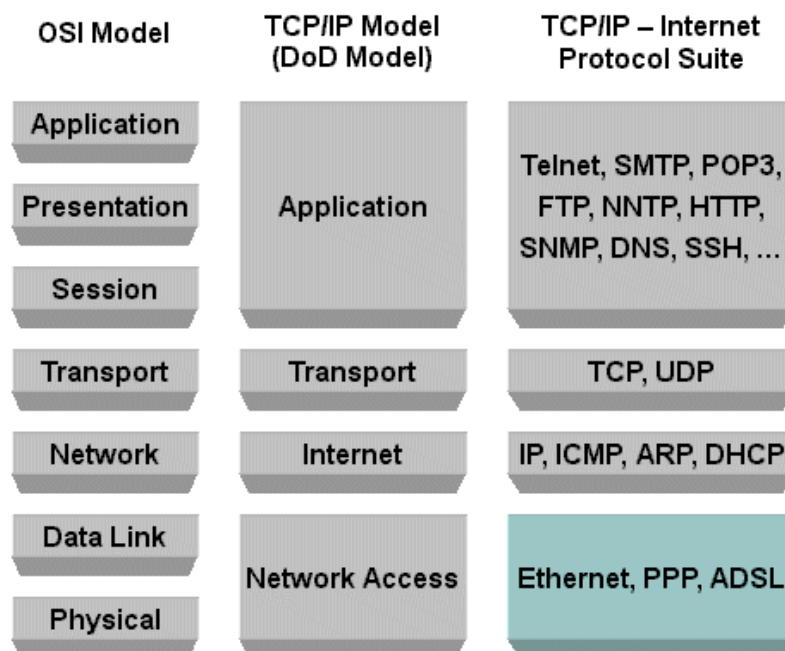 OSI Model
TCP/IP Model
(DoD Model)
TCP/IP – Internet
Protocol Suite
Application
Presentation
Session
Application
Telnet, SMTP, POP3,
FTP, NNTP, HTTP,
SNMP, DNS, SSH, ...
Transport
Transport
TCP, UDP
Network
Internet
IP, ICMP, ARP, DHCP
Data Link
Physical
Network Access
Ethernet, PPP, ADSL